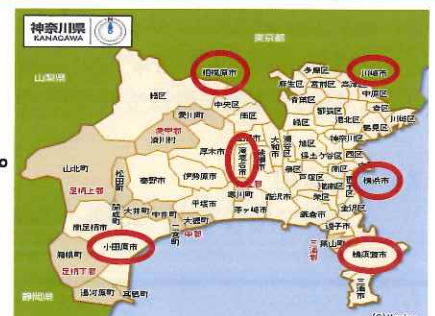 神奈川県
KANAGAWA
東京都
山梨県
静岡県
相模原市
川崎市
多摩区
麻生区
宮前区
高津区
中原区
幸区
川崎区
青葉区
都筑区
港北区
鶴見区
緑区
中央区
南区
緑区
愛川町
愛甲郡
清川村
厚木市
海老名市
大和市
瀬谷区
旭区
神奈川区
保土ケ谷区
西区
泉区
戸塚区
南区
横浜市
栄区
金沢区
山北町
足柄上郡
松田町
秦野市
伊勢原市
寒川町
藤沢市
茅ヶ崎市
鎌倉市
逗子市
葉山町
三浦郡
横須賀市
三浦市
開成町
大井町
中井町
平塚市
大磯町
二宮町
中郡
南足柄市
小田原市
箱根町
足柄下郡
湯河原町
真鶴町